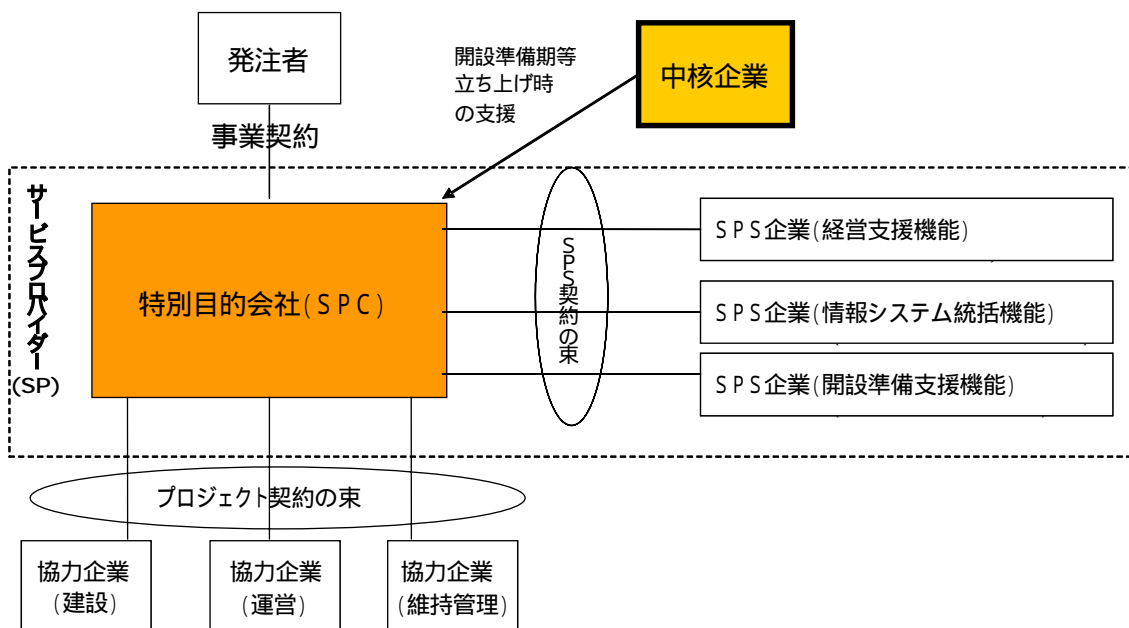 発注者
開設準備期等
立ち上げ時
の支援
中核企業
事業契約
サービスプロバイダー
(SP)
特別目的会社(SPC)
SPS契約の束
SPS企業(経営支援機能)
SPS企業(情報システム統括機能)
SPS企業(開設準備支援機能)
プロジェクト契約の束
協力企業
(建設)
協力企業
(運営)
協力企業
(維持管理)